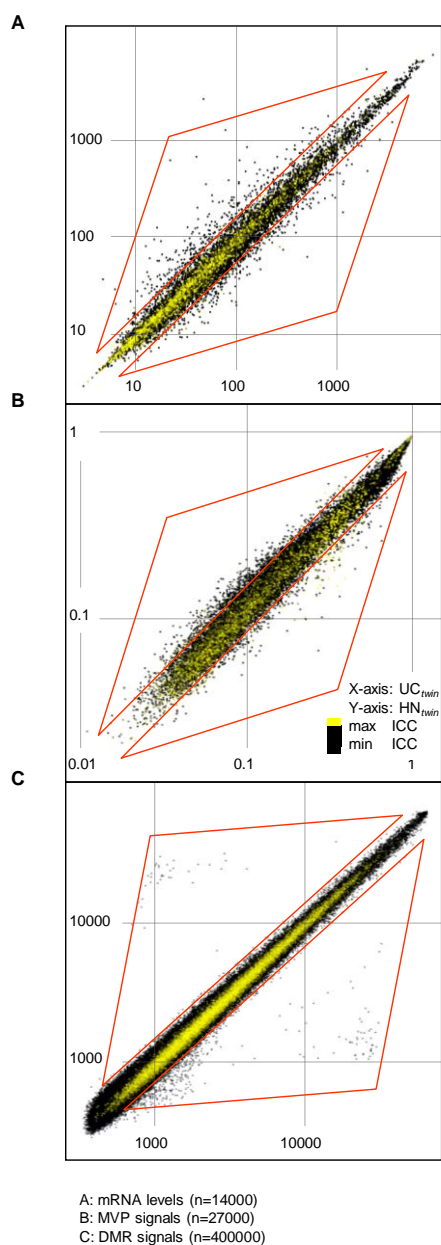 A
1000
100
10
10 100 1000
B
1
0.1
X-axis: UCtwin
Y-axis: HNtwin
max ICC
min ICC
0.01 0.1 1
C
10000
1000
1000 10000
A: mRNA levels (n=14000)
B: MVP signals (n=27000)
C: DMR signals (n=400000)